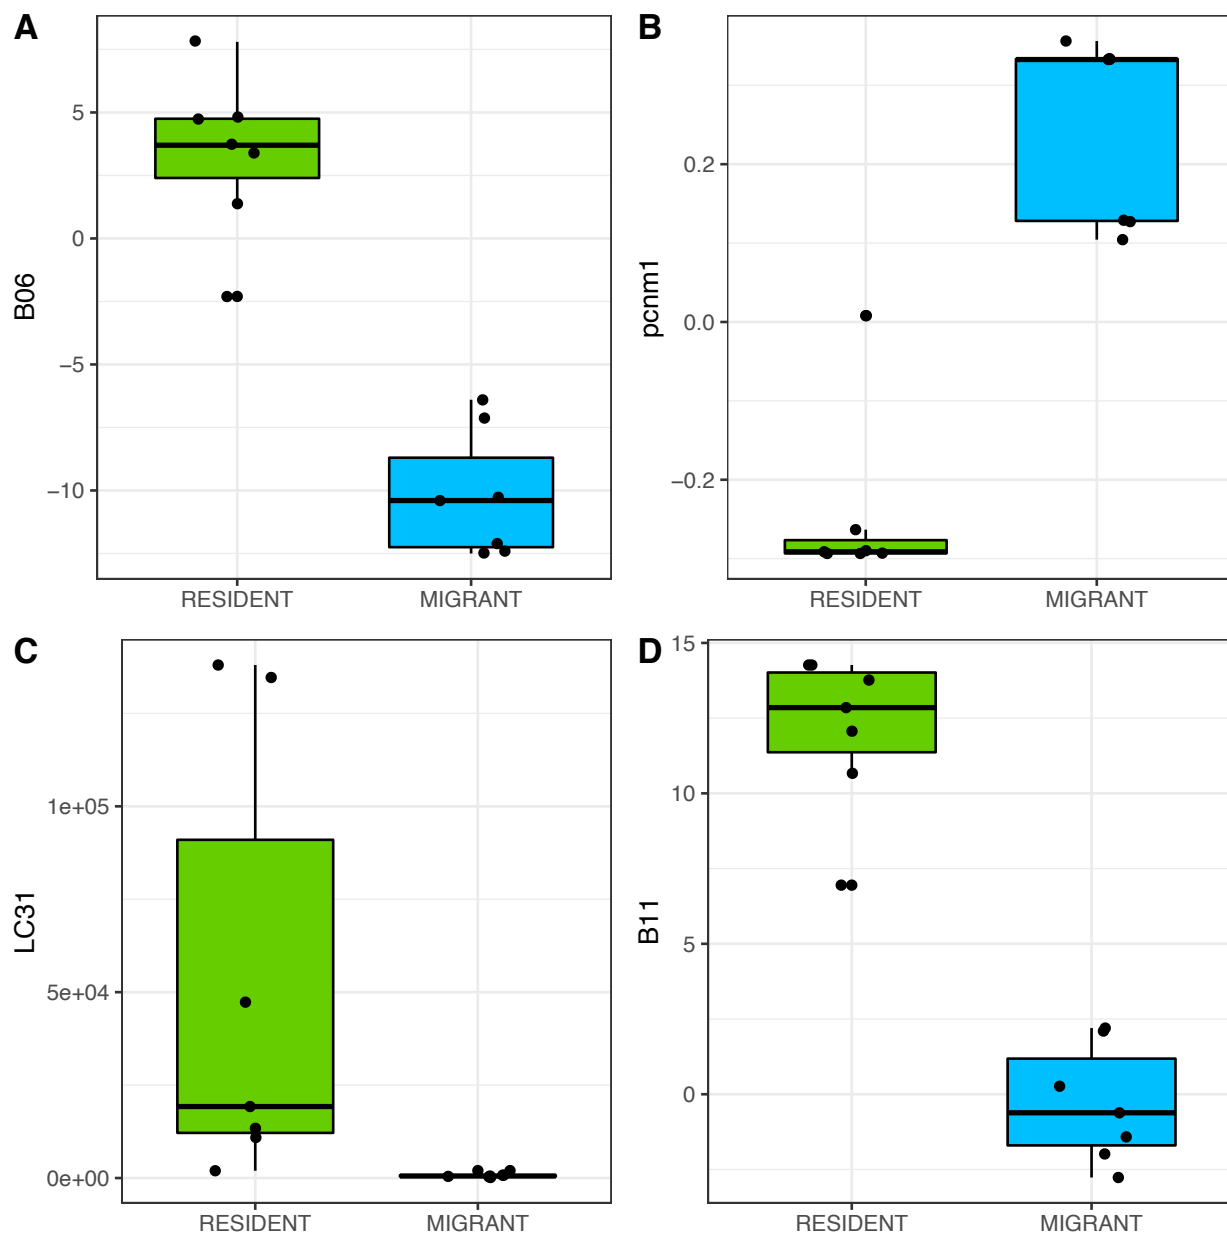 A
B06
5
0
−5
−10
RESIDENT MIGRANT
B
pcnm1
0.2
0.0
−0.2
RESIDENT MIGRANT
C
LC31
1e+05
5e+04
0e+00
RESIDENT MIGRANT
D
B11
15
10
5
0
RESIDENT MIGRANT